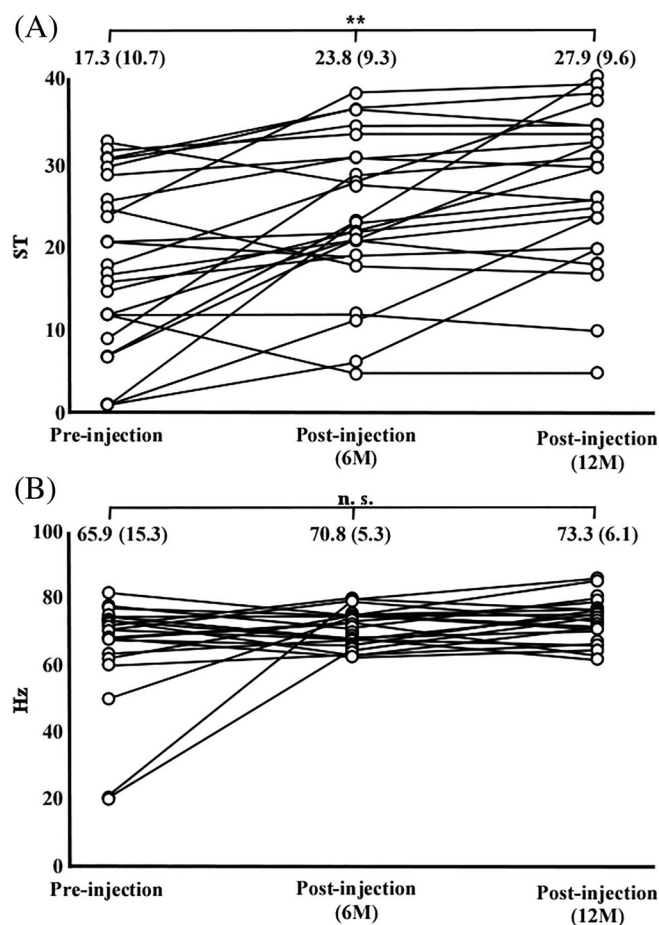 (A)
**
17.3 (10.7) 23.8 (9.3) 27.9 (9.6)
40
30
20
10
0
ST
Pre-injection Post-injection (6M) Post-injection (12M)
(B)
n. s.
65.9 (15.3) 70.8 (5.3) 73.3 (6.1)
100
80
60
40
20
0
Hz
Pre-injection Post-injection (6M) Post-injection (12M)